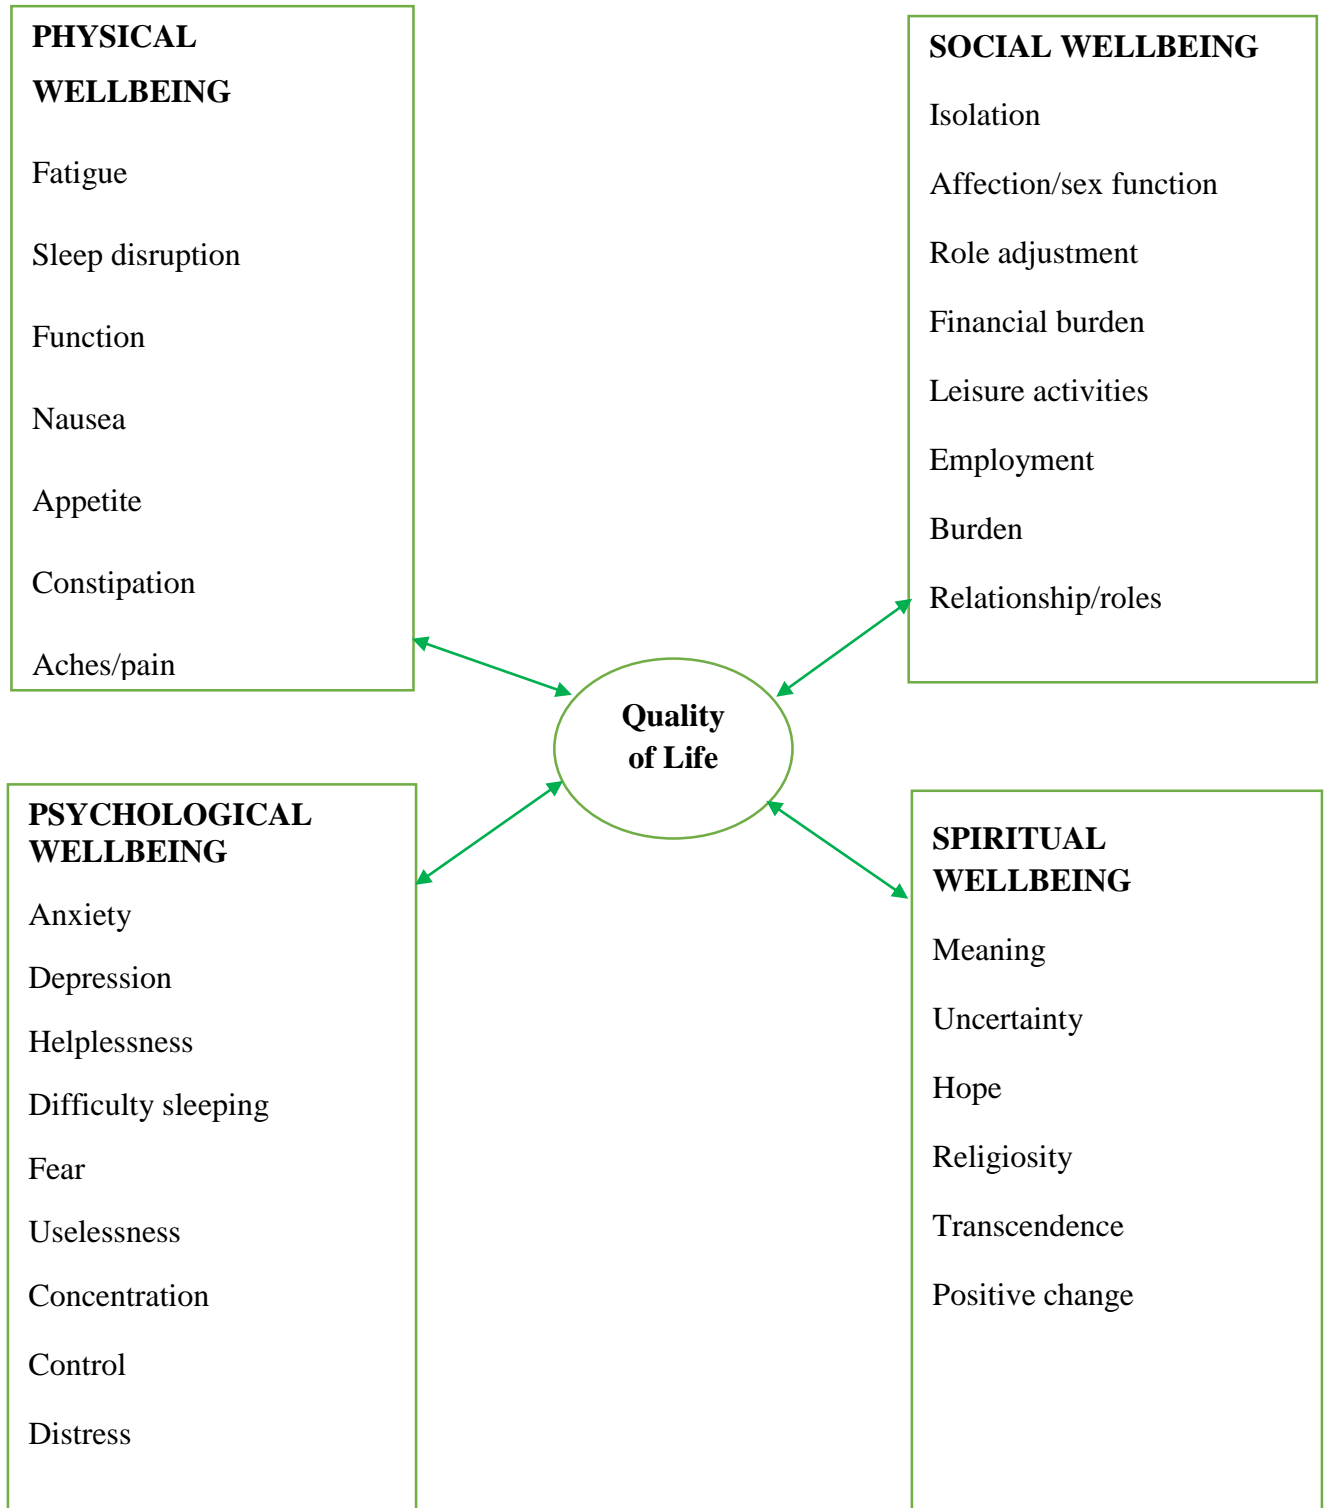 PHYSICAL
WELLBEING
Fatigue
Sleep disruption
Function
Nausea
Appetite
Constipation
Aches/pain
SOCIAL WELLBEING
Isolation
Affection/sex function
Role adjustment
Financial burden
Leisure activities
Employment
Burden
Relationship/roles
Quality
of Life
PSYCHOLOGICAL
WELLBEING
Anxiety
Depression
Helplessness
Difficulty sleeping
Fear
Uselessness
Concentration
Control
Distress
SPIRITUAL
WELLBEING
Meaning
Uncertainty
Hope
Religiosity
Transcendence
Positive change